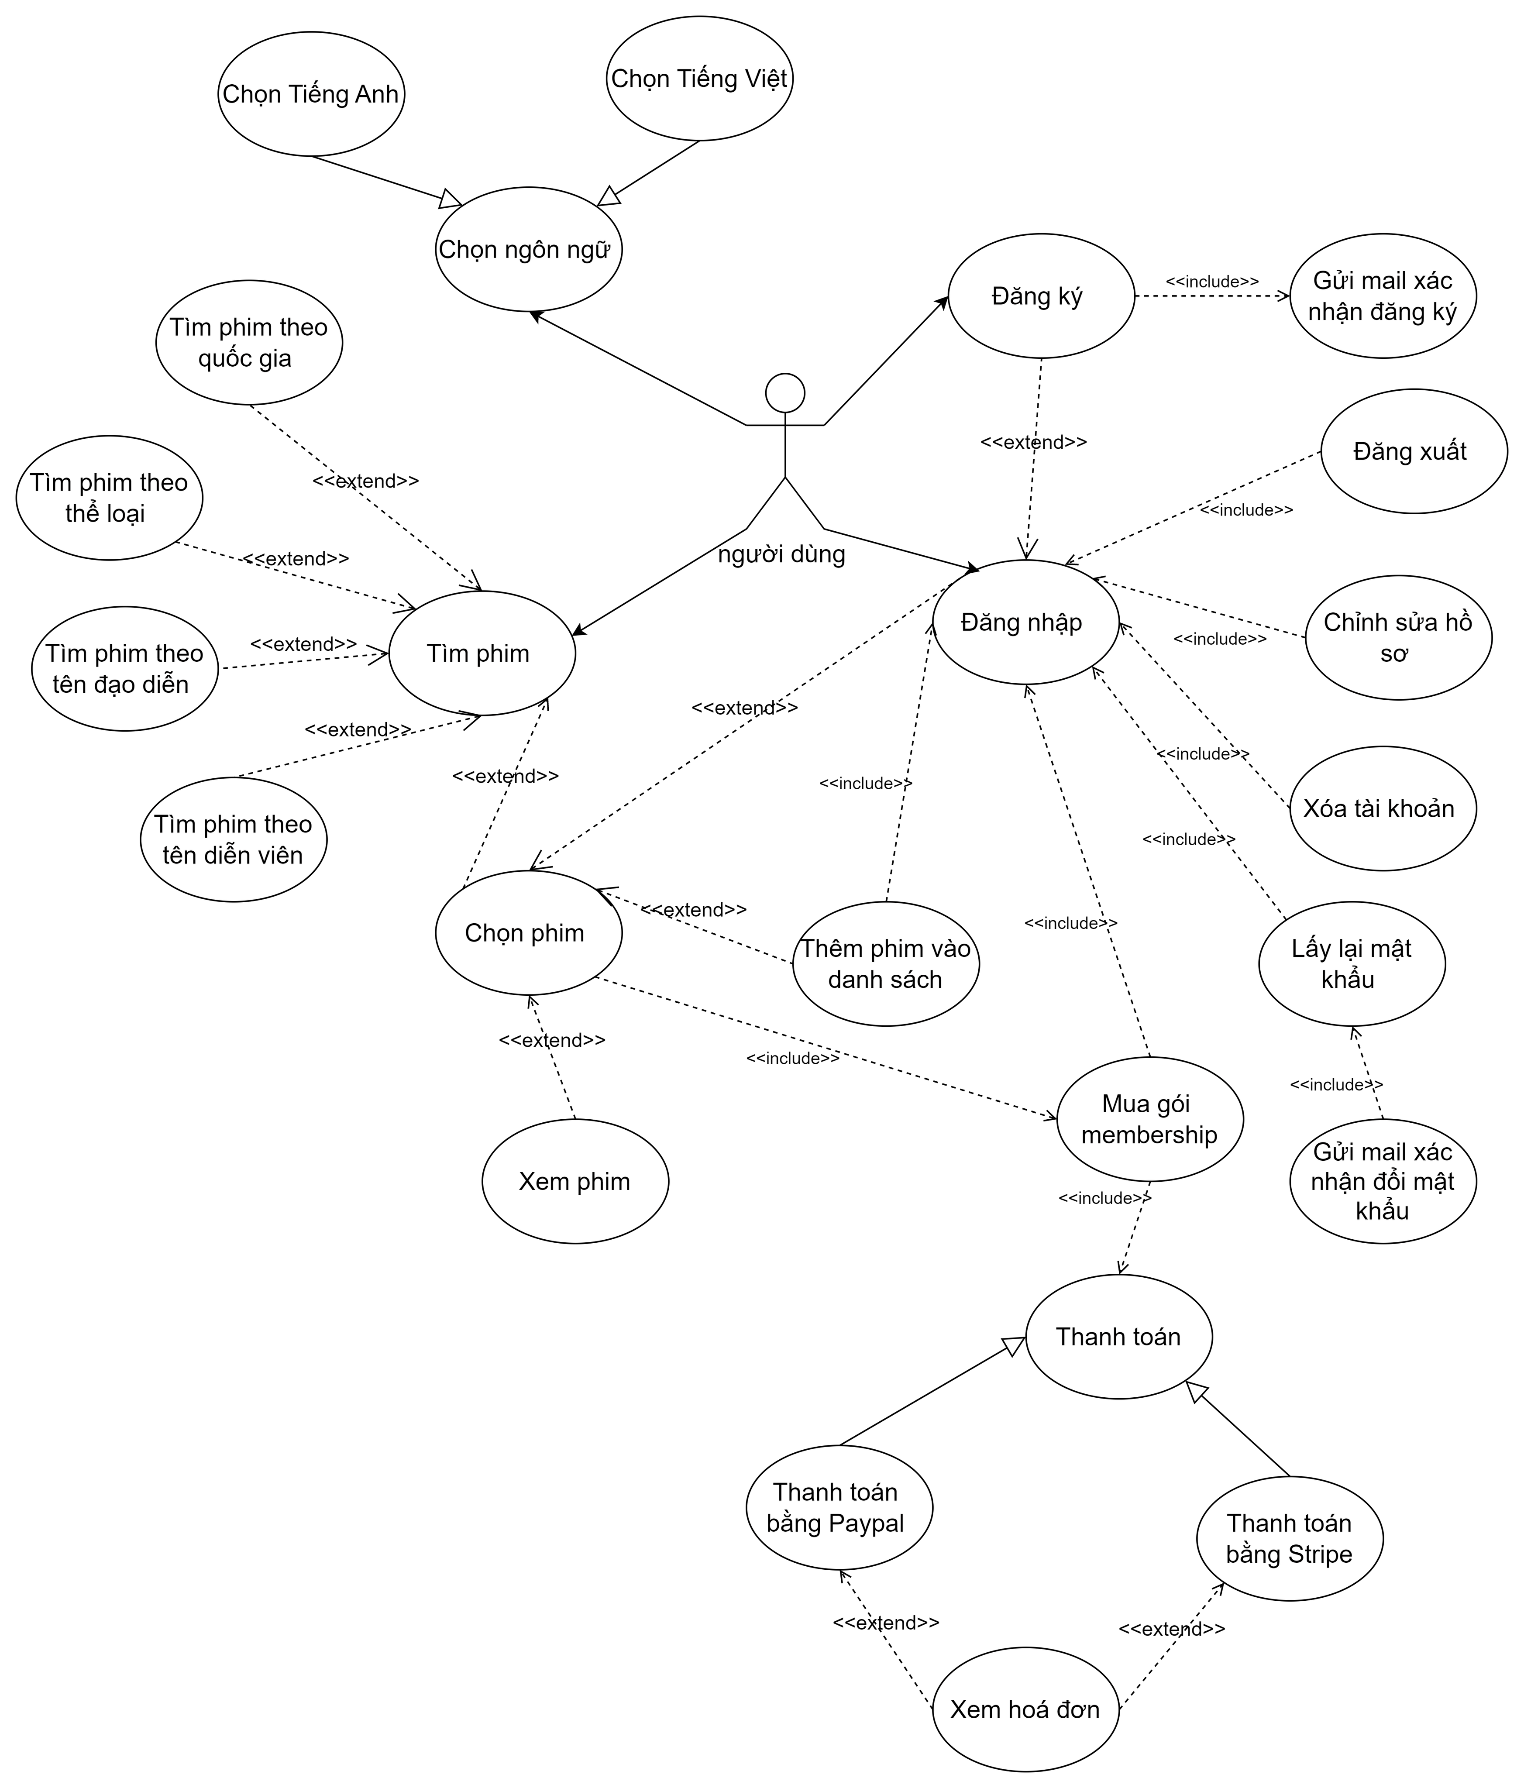 Chọn Tiếng Việt
Chọn Tiếng Anh
Chọn ngôn ngữ
Đăng ký
<<include>>
Gửi mail xác
nhận đăng ký
Tìm phim theo
quốc gia
<<extend>>
Đăng xuất
<<extend>>
Tìm phim theo
thể loại
<<include>>
người dùng
<<extend>>
Đăng nhập
Chỉnh sửa hồ
sơ
<<include>>
<<extend>>
Tìm phim
Tìm phim theo
tên đạo diễn
<<extend>>
<<extend>>
<<include>>
<<extend>>
<<include>>
Xóa tài khoản
Tìm phim theo
tên diễn viên
<<include>>
<<extend>>
<<include>>
Chọn phim
Thêm phim vào
danh sách
Lấy lại mật
khẩu
<<extend>>
<<include>>
<<include>>
Mua gói
membership
Xem phim
Gửi mail xác
nhận đổi mật
khẩu
<<include>>
Thanh toán
Thanh toán
bằng Paypal
Thanh toán
bằng Stripe
<<extend>>
<<extend>>
Xem hoá đơn